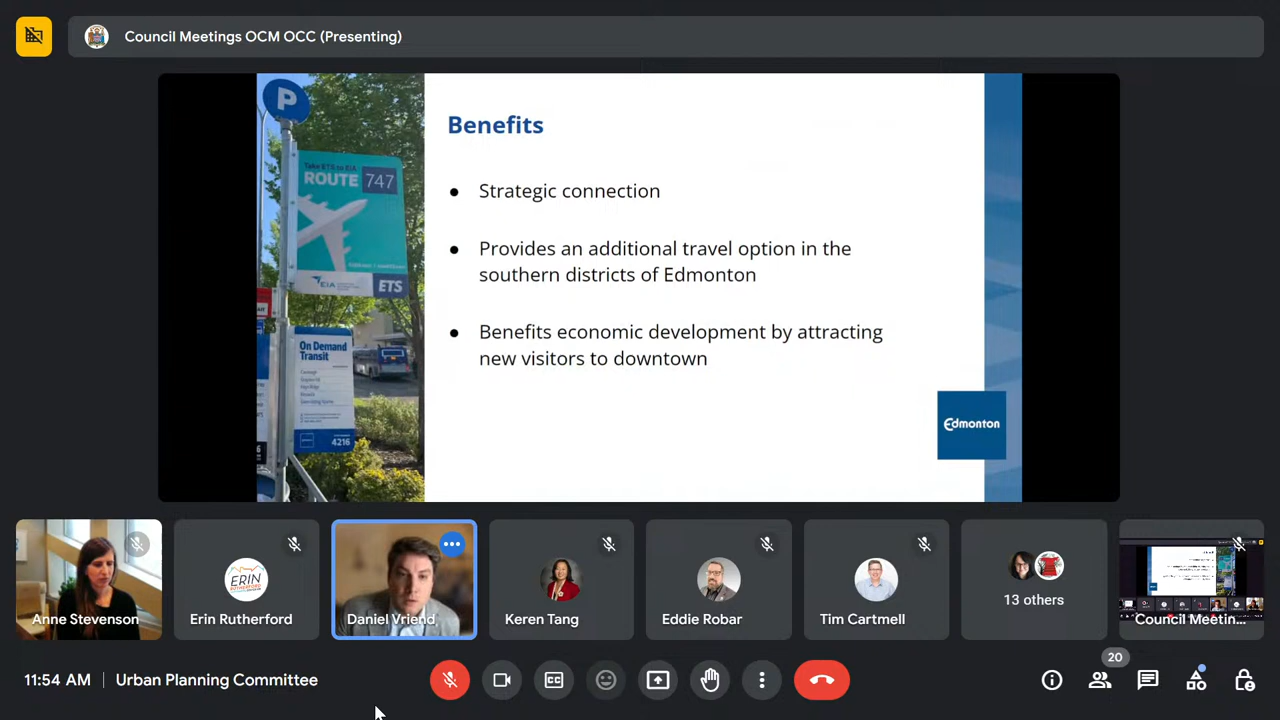 Council Meetings OCM OCC (Presenting)
P
Take ETS to EIA
ROUTE 747
EIA
ETS
On Demand
Transit
4216
Benefits
● Strategic connection
● Provides an additional travel option in the
southern districts of Edmonton
● Benefits economic development by attracting
new visitors to downtown
Edmonton
Anne Stevenson
ERIN
RUTHERFORD
Erin Rutherford
Daniel Vriend
Keren Tang
Eddie Robar
Tim Cartmell
13 others
Council Meetin...
11:54 AM | Urban Planning Committee
20